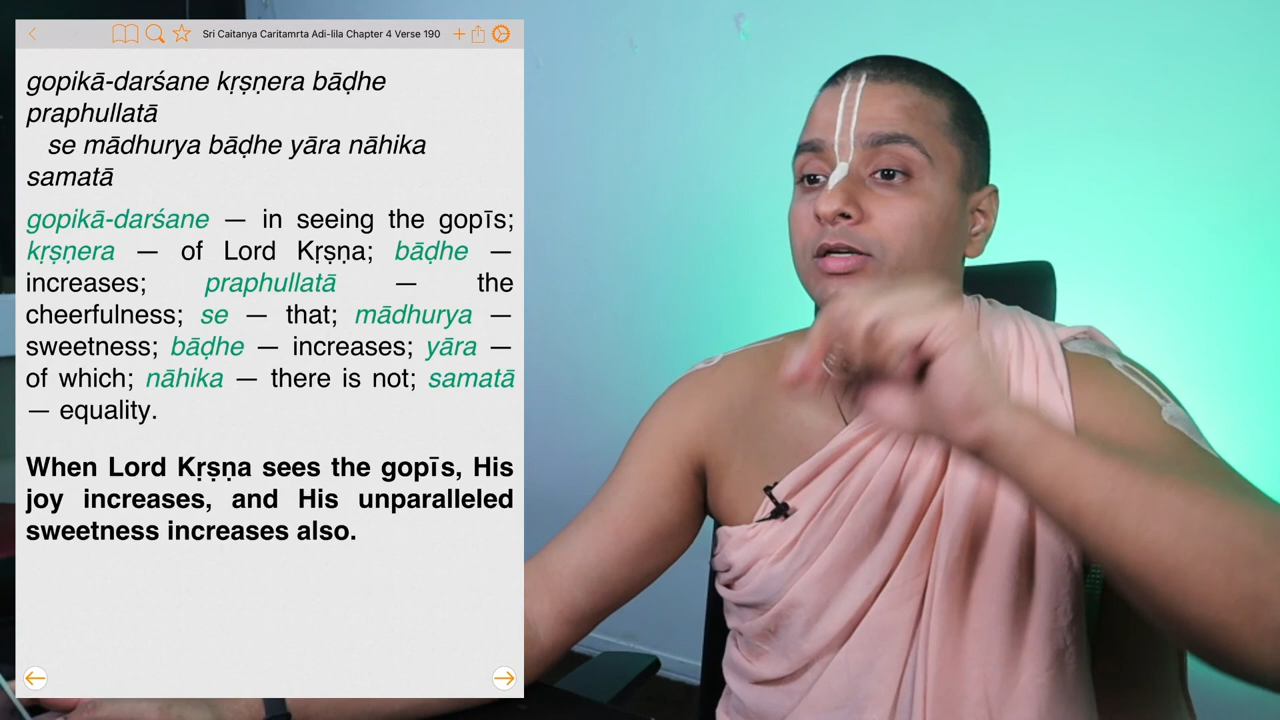 Sri Caitanya Caritamrta Adi-lila Chapter 4 Verse 190
gopikā-darśane kṛṣṇera bāḍhe
praphullatā
se mādhurya bāḍhe yāra nāhika
samatā
gopikā-darśane — in seeing the gopīs;
kṛṣṇera — of Lord Kṛṣṇa; bāḍhe —
increases; praphullatā — the
cheerfulness; se — that; mādhurya —
sweetness; bāḍhe — increases; yāra —
of which; nāhika — there is not; samatā
— equality.
When Lord Kṛṣṇa sees the gopīs, His
joy increases, and His unparalleled
sweetness increases also.